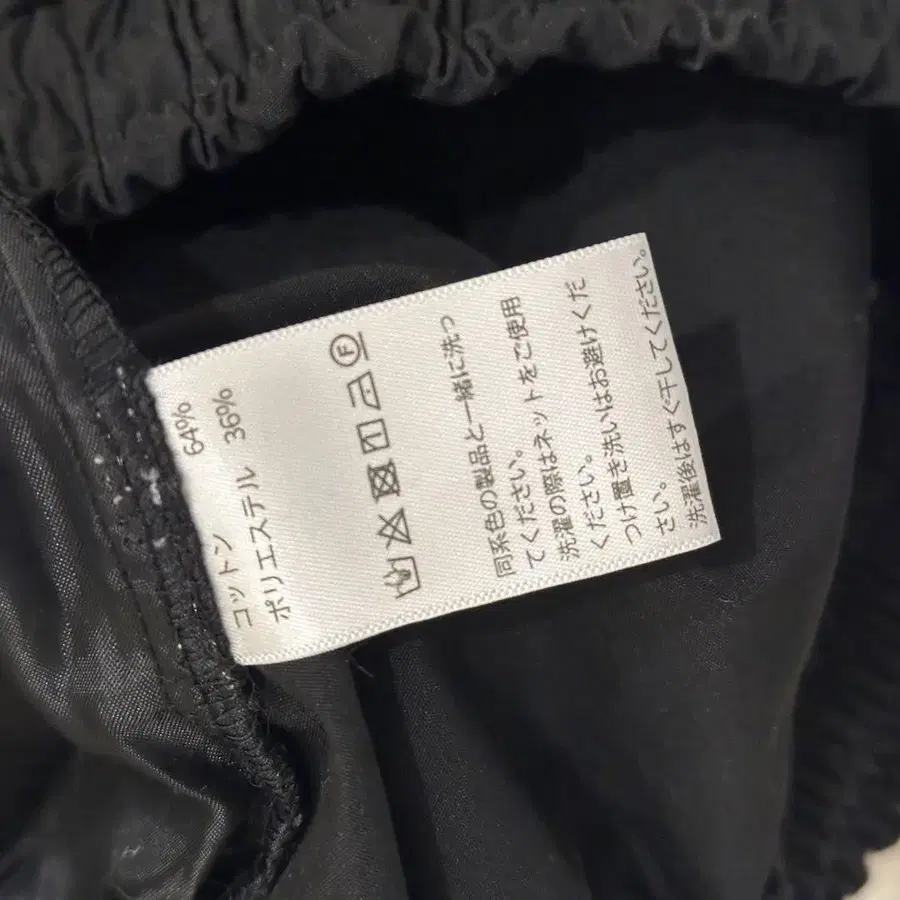 コットン 64%
ポリエステル 36%
F
同系色の製品と一緒に洗っ
てください。
洗濯の際はネットをご使用
ください。
つけ置き洗いはお避けくだ
さい。
洗濯後はすぐ干してください。